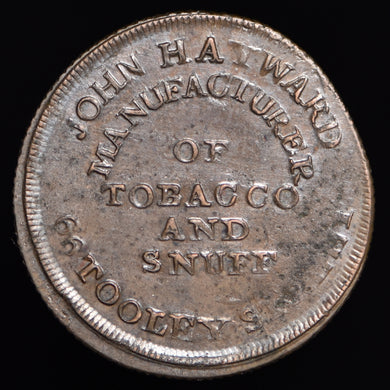 JOHN HAYWARD
MANUFACTURER
OF
TOBACCO
AND
SNUFF
66 TOOLEY S